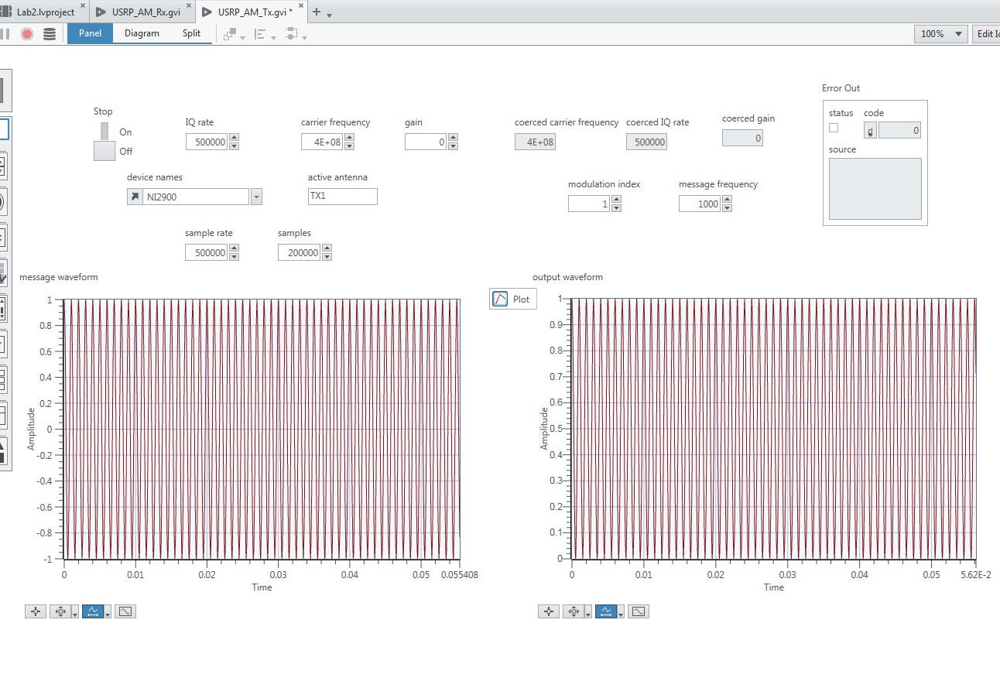 Lab2.lvproject × USRP_AM_Rx.gvi × USRP_AM_Tx.gvi * × +
Panel Diagram Split 100%
Error Out
Stop
On
Off
IQ rate
500000
carrier frequency
4E+08
gain
0
coerced carrier frequency
4E+08
coerced IQ rate
500000
coerced gain
0
status code
d 0
source
device names
NI2900
active antenna
TX1
modulation index
1
message frequency
1000
sample rate
500000
samples
200000
message waveform
Amplitude
1
0.8
0.6
0.4
0.2
0
-0.2
-0.4
-0.6
-0.8
-1
0 0.01 0.02 0.03 0.04 0.05 0.055408
Time
output waveform
Plot
Amplitude
1
0.9
0.8
0.7
0.6
0.5
0.4
0.3
0.2
0.1
0
0 0.01 0.02 0.03 0.04 0.05 5.62E-2
Time